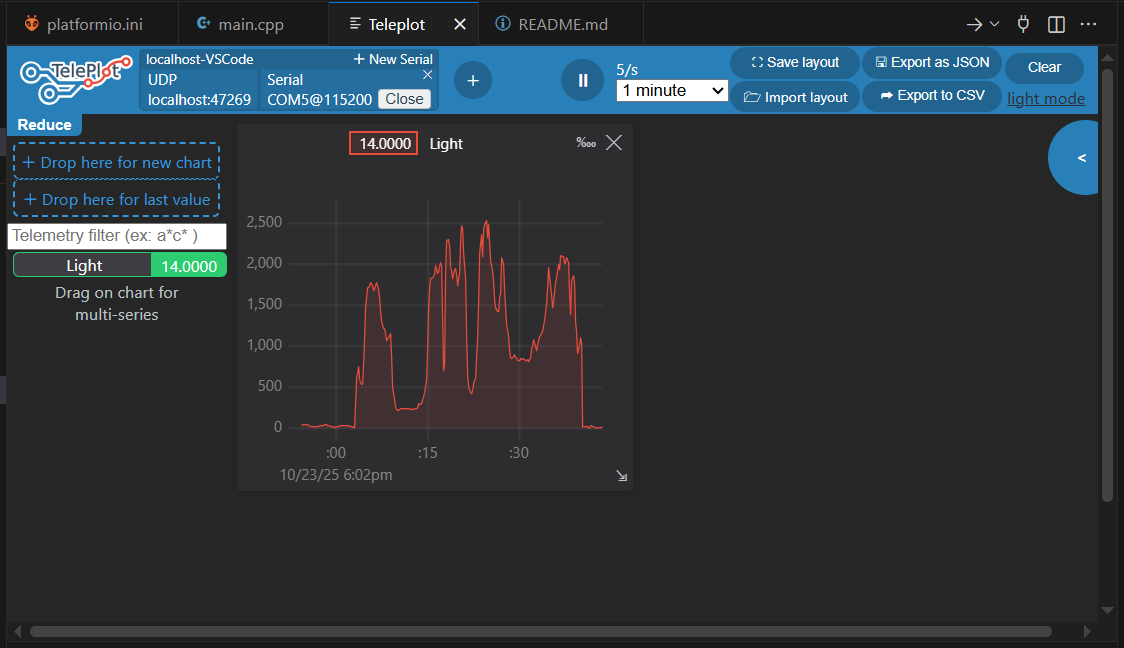 platformio.ini
main.cpp
Teleplot
README.md
TelePlot
localhost-VSCode
+ New Serial
UDP
localhost:47269
Serial
COM5@115200
Close
+
5/s
1 minute
Save layout
Import layout
Export as JSON
Export to CSV
Clear
light mode
Reduce
+ Drop here for new chart
+ Drop here for last value
Telemetry filter (ex: a*c* )
Light 14.0000
Drag on chart for
multi-series
14.0000 Light
‱
<
2,500
2,000
1,500
1,000
500
0
:00 :15 :30
10/23/25 6:02pm